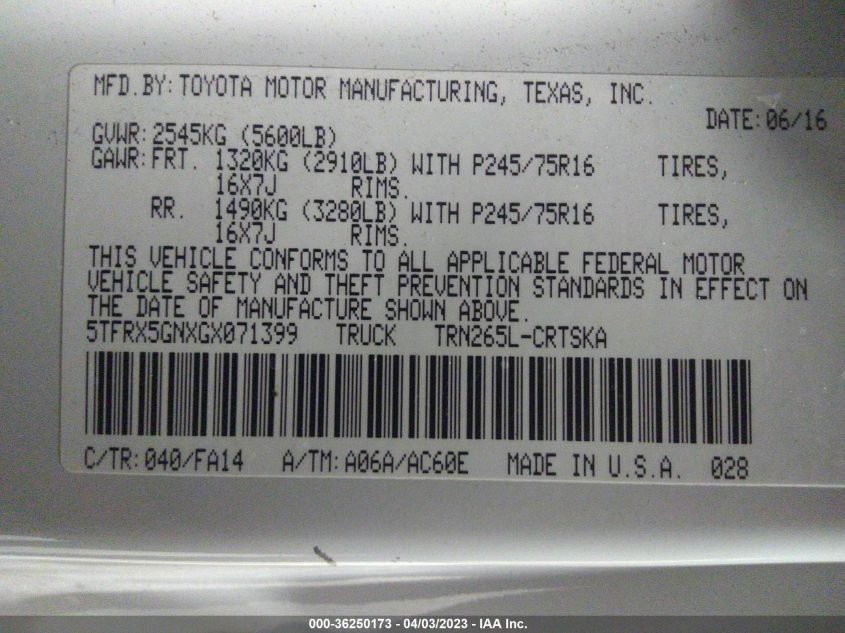 MFD.BY:TOYOTA MOTOR MANUFACTURING, TEXAS, INC.
DATE:06/16
GVWR:2545KG (5600LB)
GAWR:FRT. 1320KG (2910LB) WITH P245/75R16 TIRES,
16X7J RIMS.
RR. 1490KG (3280LB) WITH P245/75R16 TIRES,
16X7J RIMS.
THIS VEHICLE CONFORMS TO ALL APPLICABLE FEDERAL MOTOR
VEHICLE SAFETY AND THEFT PREVENTION STANDARDS IN EFFECT ON
THE DATE OF MANUFACTURE SHOWN ABOVE.
5TFRX5GNXGX071399 TRUCK TRN265L-CRTSKA
C/TR:040/FA14 A/TM:A06A/AC60E MADE IN U.S.A. 028
000-36250173 - 04/03/2023 - IAA Inc.